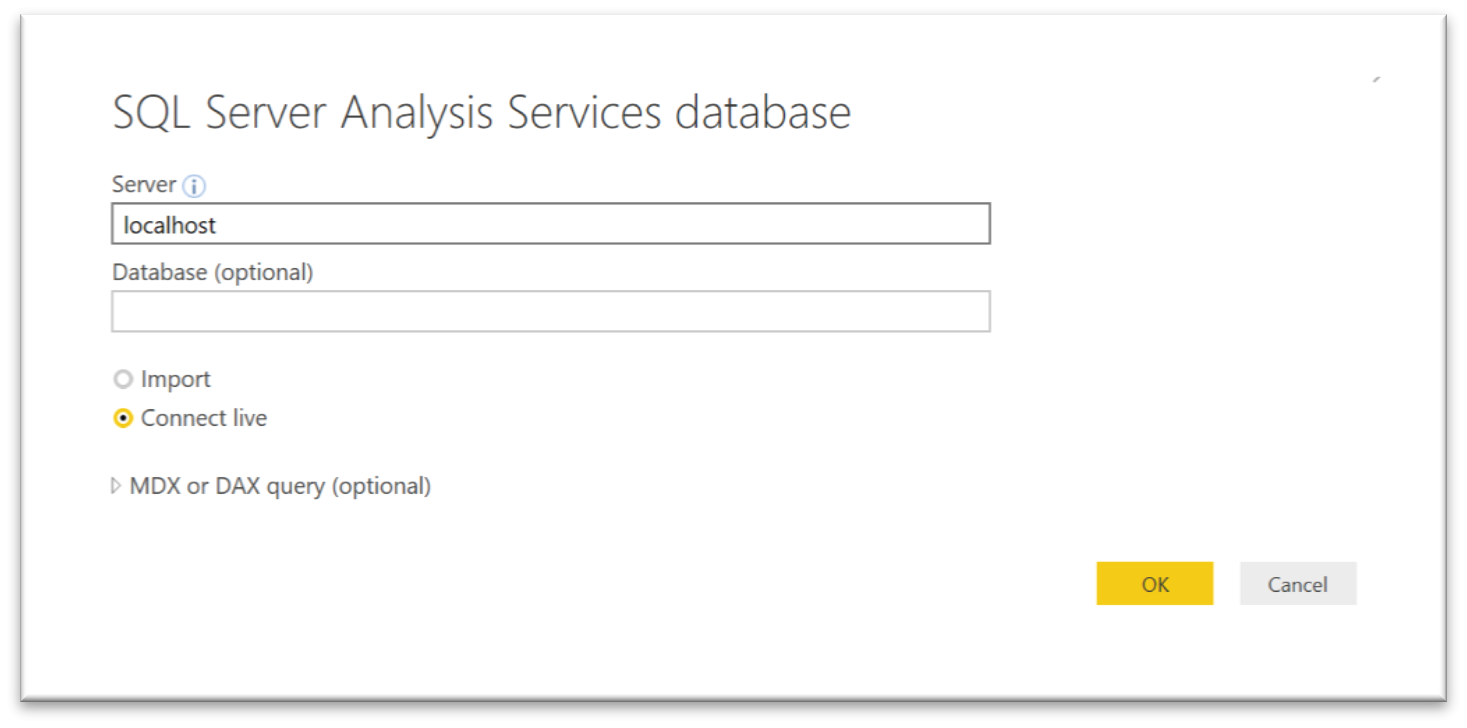 SQL Server Analysis Services database
Server
localhost
Database (optional)
Import
Connect live
MDX or DAX query (optional)
OK Cancel